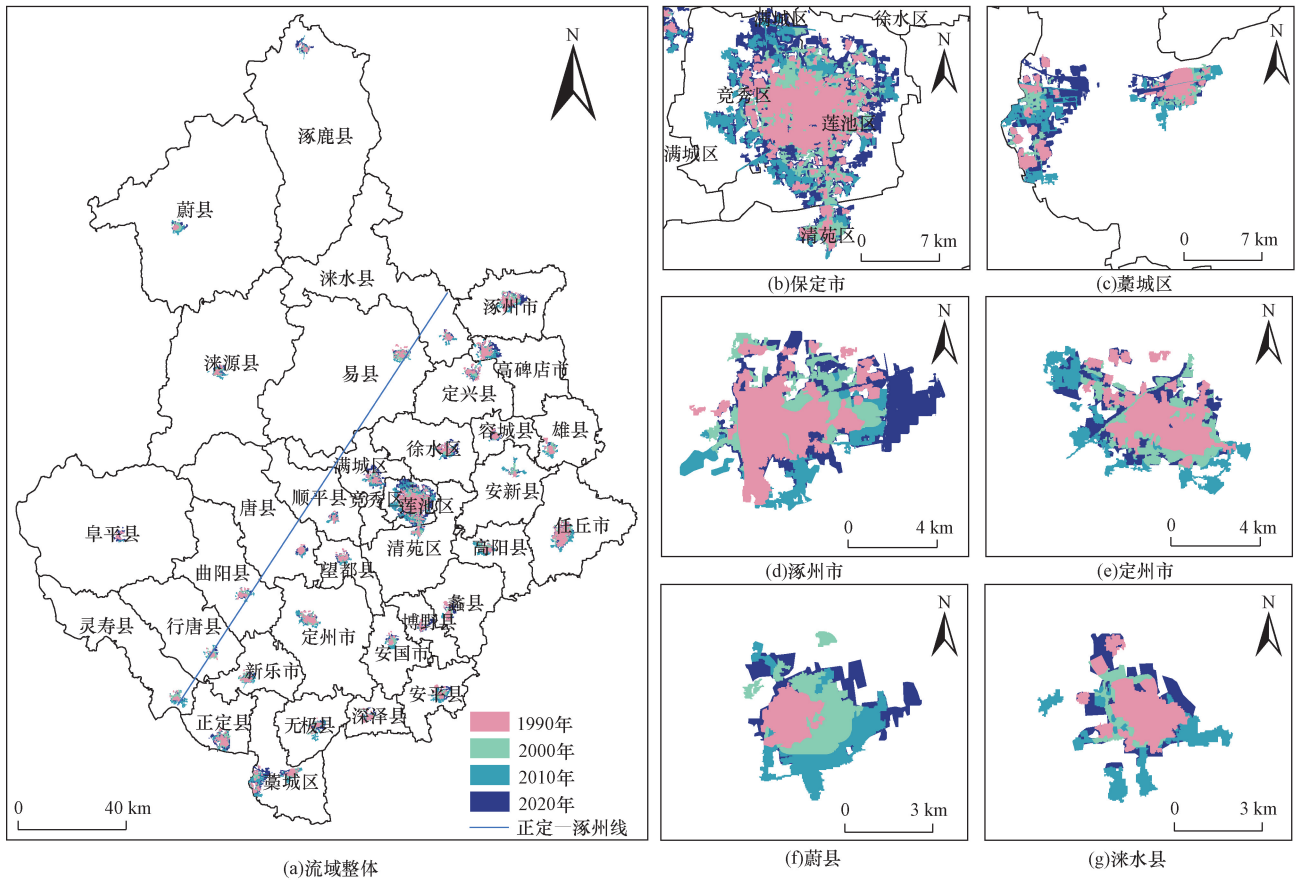 N
涿鹿县
蔚县
涞水县
涿州市
涞源县
易县
高碑店市
定兴县
容城县
雄县
徐水区
满城区
安新县
唐县
顺平县
竞秀区
莲池区
阜平县
任丘市
清苑区
高阳县
曲阳县
望都县
灵寿县
行唐县
定州市
蠡县
博野县
安国市
新乐市
安平县
正定县
无极县
深泽县
藁城区
1990年
2000年
2010年
2020年
正定—涿州线
0 40 km
(a)流域整体
满城区
徐水区
N
竞秀区
莲池区
满城区
清苑区
0 7 km
(b)保定市
N
0 7 km
(c)藁城区
N
0 4 km
(d)涿州市
N
0 4 km
(e)定州市
N
0 3 km
(f)蔚县
N
0 3 km
(g)涞水县